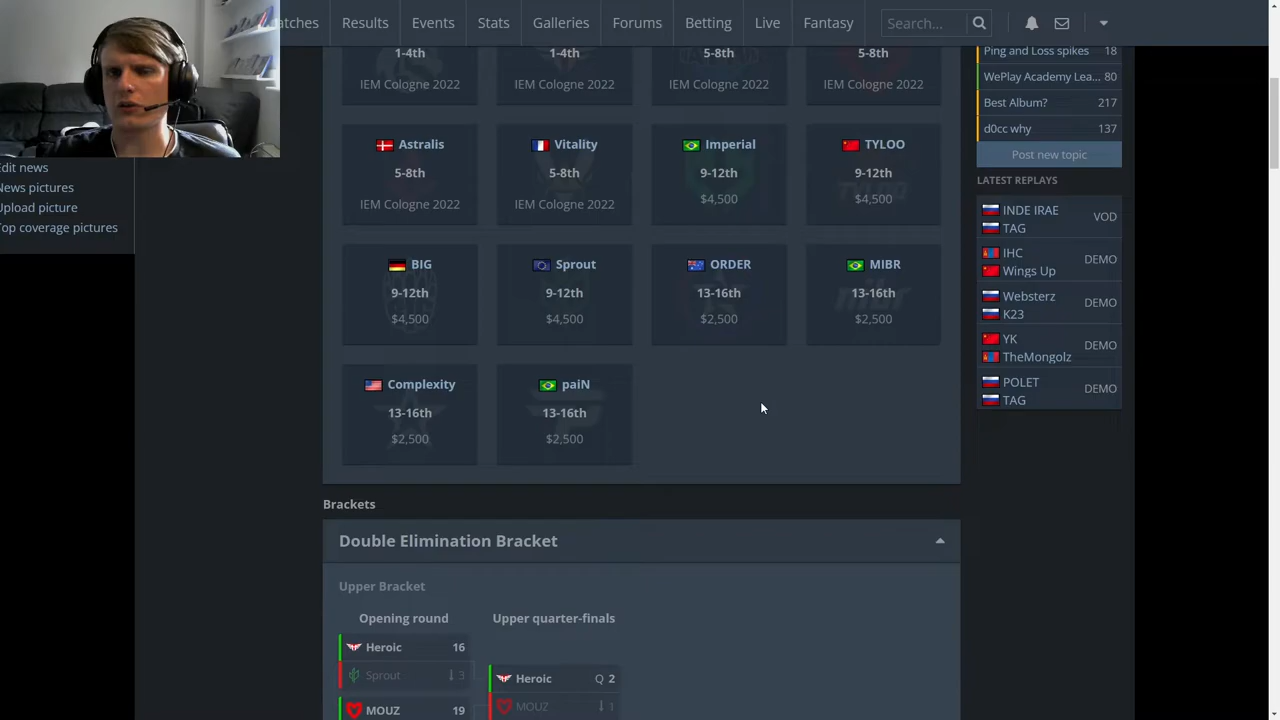 atches Results Events Stats Galleries Forums Betting Live Fantasy Search...
1-4th 1-4th 5-8th 5-8th
IEM Cologne 2022 IEM Cologne 2022 IEM Cologne 2022 IEM Cologne 2022
Astralis Vitality Imperial TYLOO
5-8th 5-8th 9-12th 9-12th
IEM Cologne 2022 IEM Cologne 2022 $4,500 $4,500
BIG Sprout ORDER MIBR
9-12th 9-12th 13-16th 13-16th
$4,500 $4,500 $2,500 $2,500
Complexity paiN
13-16th 13-16th
$2,500 $2,500
Brackets
Double Elimination Bracket
Upper Bracket
Opening round Upper quarter-finals
Heroic 16
Sprout 3
MOUZ 19
Heroic Q 2
MOUZ 1
Edit news
News pictures
Upload picture
Top coverage pictures
Ping and Loss spikes 18
WePlay Academy Lea... 80
Best Album? 217
d0cc why 137
Post new topic
LATEST REPLAYS
INDE IRAE
TAG VOD
IHC
Wings Up DEMO
Websterz
K23 DEMO
YK
TheMongolz DEMO
POLET
TAG DEMO